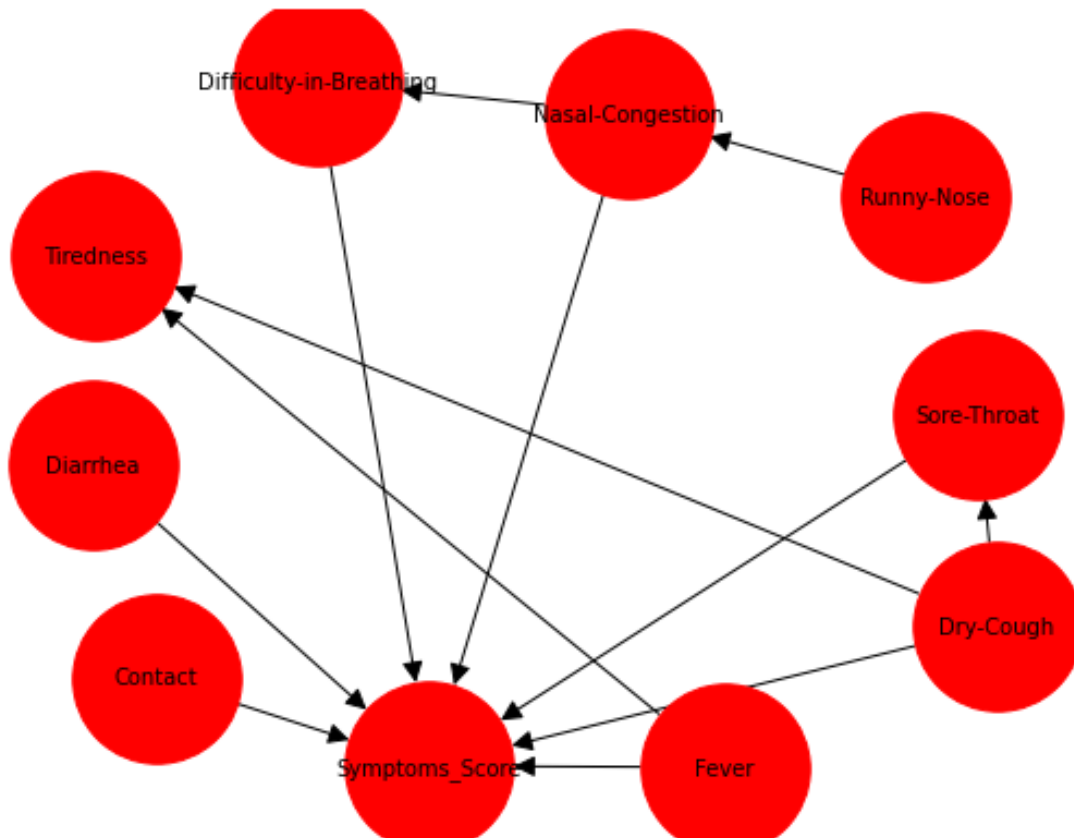 Difficulty-in-Breathing
Nasal-Congestion
Runny-Nose
Tiredness
Sore-Throat
Diarrhea
Dry-Cough
Contact
Symptoms_Score
Fever